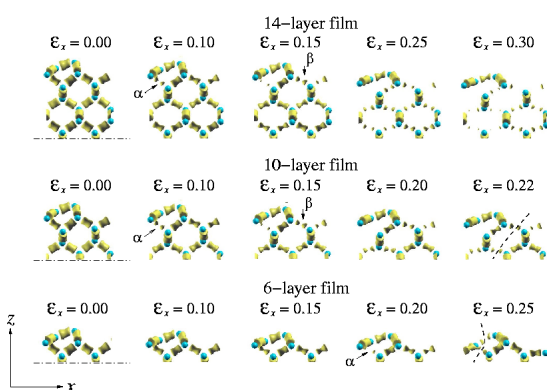 14-layer film
εx = 0.00 εx = 0.10 εx = 0.15 εx = 0.25 εx = 0.30
β
α
10-layer film
εx = 0.00 εx = 0.10 εx = 0.15 εx = 0.20 εx = 0.22
β
α
6-layer film
εx = 0.00 εx = 0.10 εx = 0.15 εx = 0.20 εx = 0.25
z
α
x